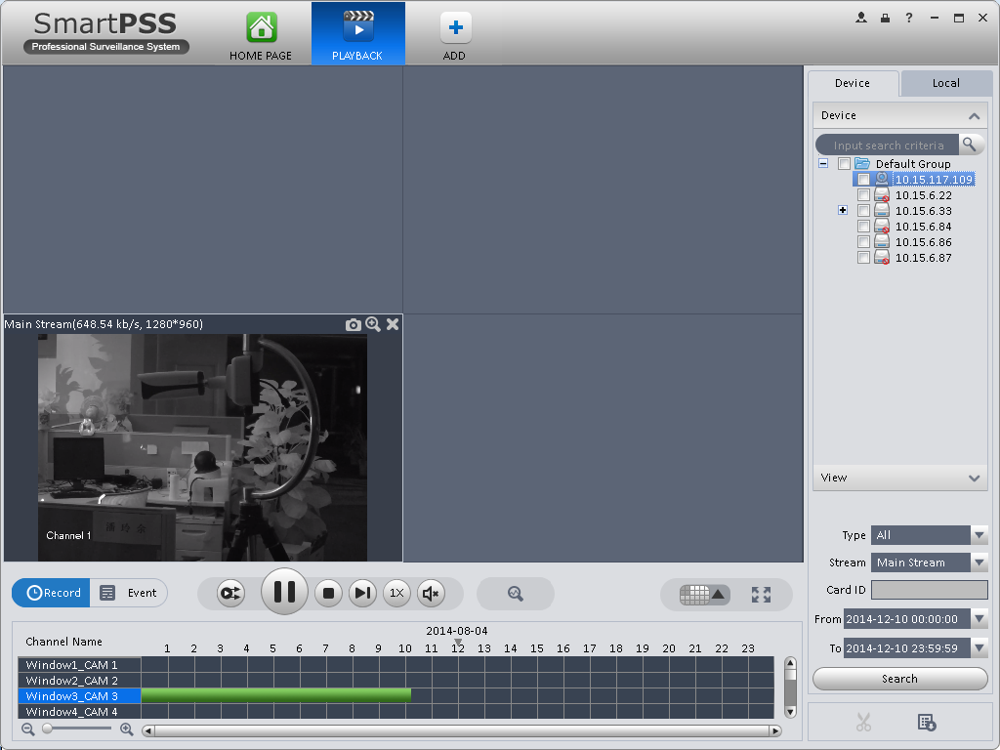 SmartPSS
Professional Surveillance System
HOME PAGE
PLAYBACK
ADD
?
Device
Local
Device
Input search criteria
Default Group
10.15.117.109
10.15.6.22
10.15.6.33
10.15.6.84
10.15.6.86
10.15.6.87
View
Main Stream(648.54 kb/s, 1280*960)
Channel 1
Type All
Stream Main Stream
Card ID
From 2014-12-10 00:00:00
To 2014-12-10 23:59:59
Search
Record
Event
1X
2014-08-04
Channel Name
1 2 3 4 5 6 7 8 9 10 11 12 13 14 15 16 17 18 19 20 21 22 23
Window1_CAM 1
Window2_CAM 2
Window3_CAM 3
Window4_CAM 4